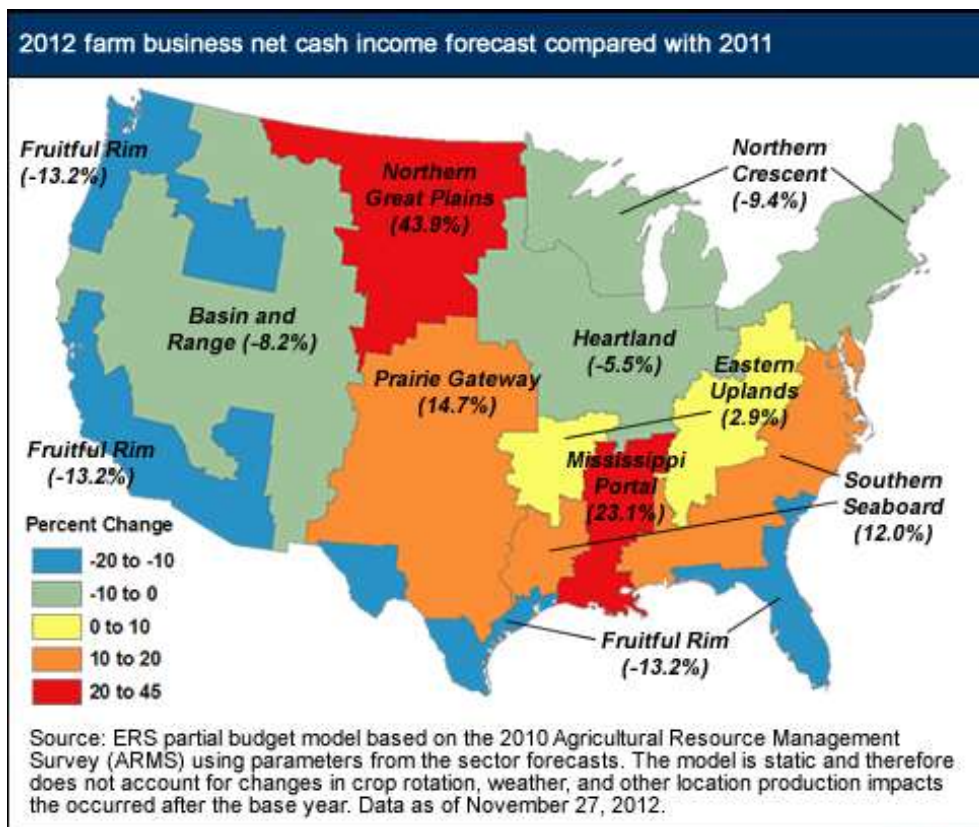 2012 farm business net cash income forecast compared with 2011
Fruitful Rim
(-13.2%)
Northern
Great Plains
(43.9%)
Northern
Crescent
(-9.4%)
Basin and
Range (-8.2%)
Heartland
(-5.5%)
Eastern
Uplands
(2.9%)
Prairie Gateway
(14.7%)
Fruitful Rim
(-13.2%)
Mississippi
Portal
(23.1%)
Southern
Seaboard
(12.0%)
Fruitful Rim
(-13.2%)
Percent Change
-20 to -10
-10 to 0
0 to 10
10 to 20
20 to 45
Source: ERS partial budget model based on the 2010 Agricultural Resource Management
Survey (ARMS) using parameters from the sector forecasts. The model is static and therefore
does not account for changes in crop rotation, weather, and other location production impacts
the occurred after the base year. Data as of November 27, 2012.